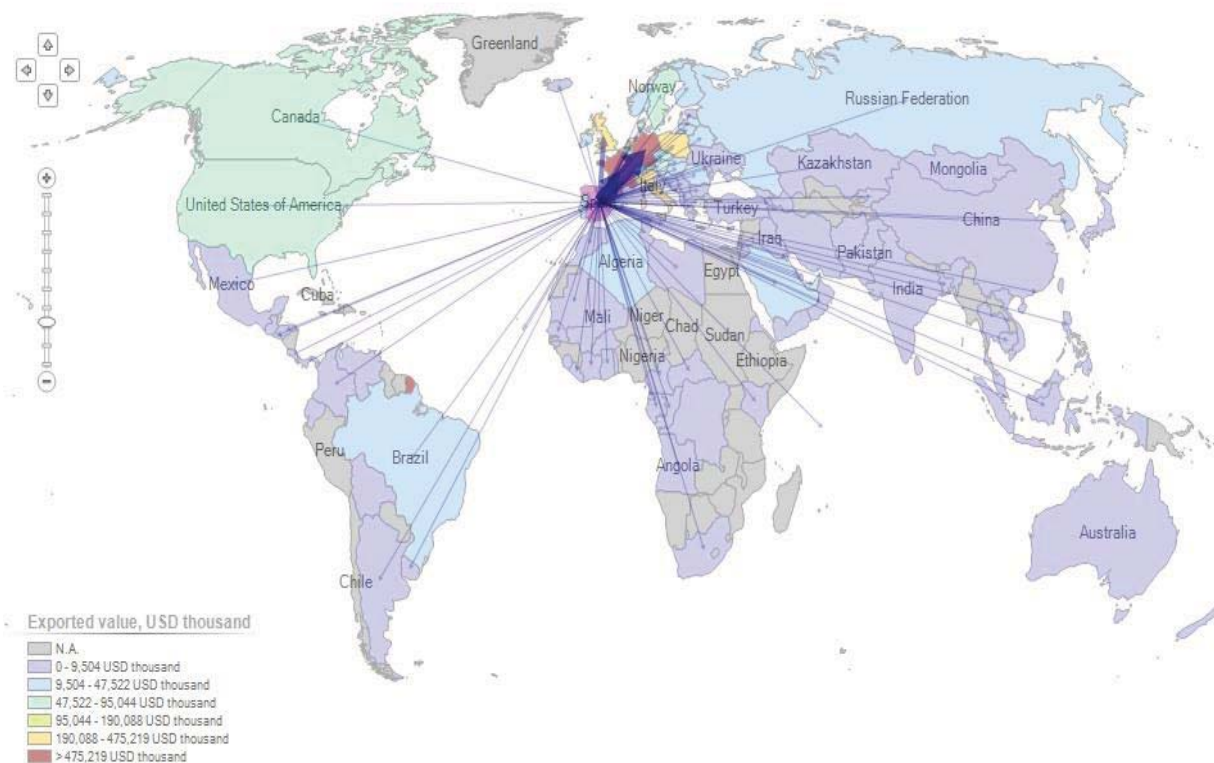 Greenland
Norway
Canada
Russian Federation
Ukraine
Kazakhstan
Mongolia
Italy
United States of America
Turkey
China
Iraq
Algeria
Pakistan
Egypt
Mexico
Cuba
India
Mali
Niger
Chad
Sudan
Nigeria
Ethiopia
Peru
Brazil
Angola
Australia
Chile
Exported value, USD thousand
N.A.
0 - 9,504 USD thousand
9,504 - 47,522 USD thousand
47,522 - 95,044 USD thousand
95,044 - 190,088 USD thousand
190,088 - 475,219 USD thousand
> 475,219 USD thousand